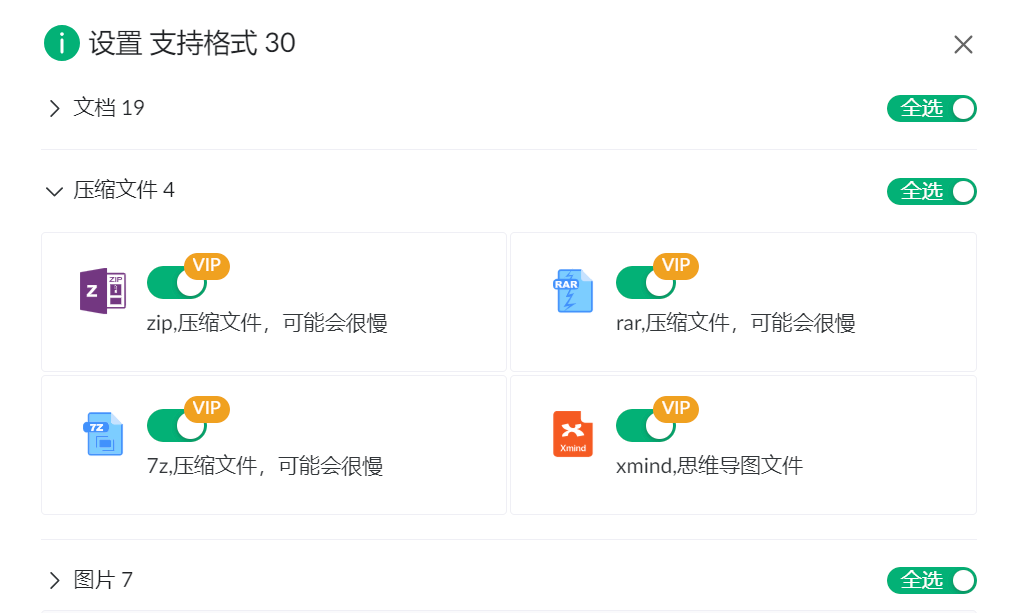 设置 支持格式 30
文档 19
全选
压缩文件 4
全选
Z ZIP
VIP
zip,压缩文件，可能会很慢
RAR
VIP
rar,压缩文件，可能会很慢
7Z
VIP
7z,压缩文件，可能会很慢
Xmind
VIP
xmind,思维导图文件
图片 7
全选